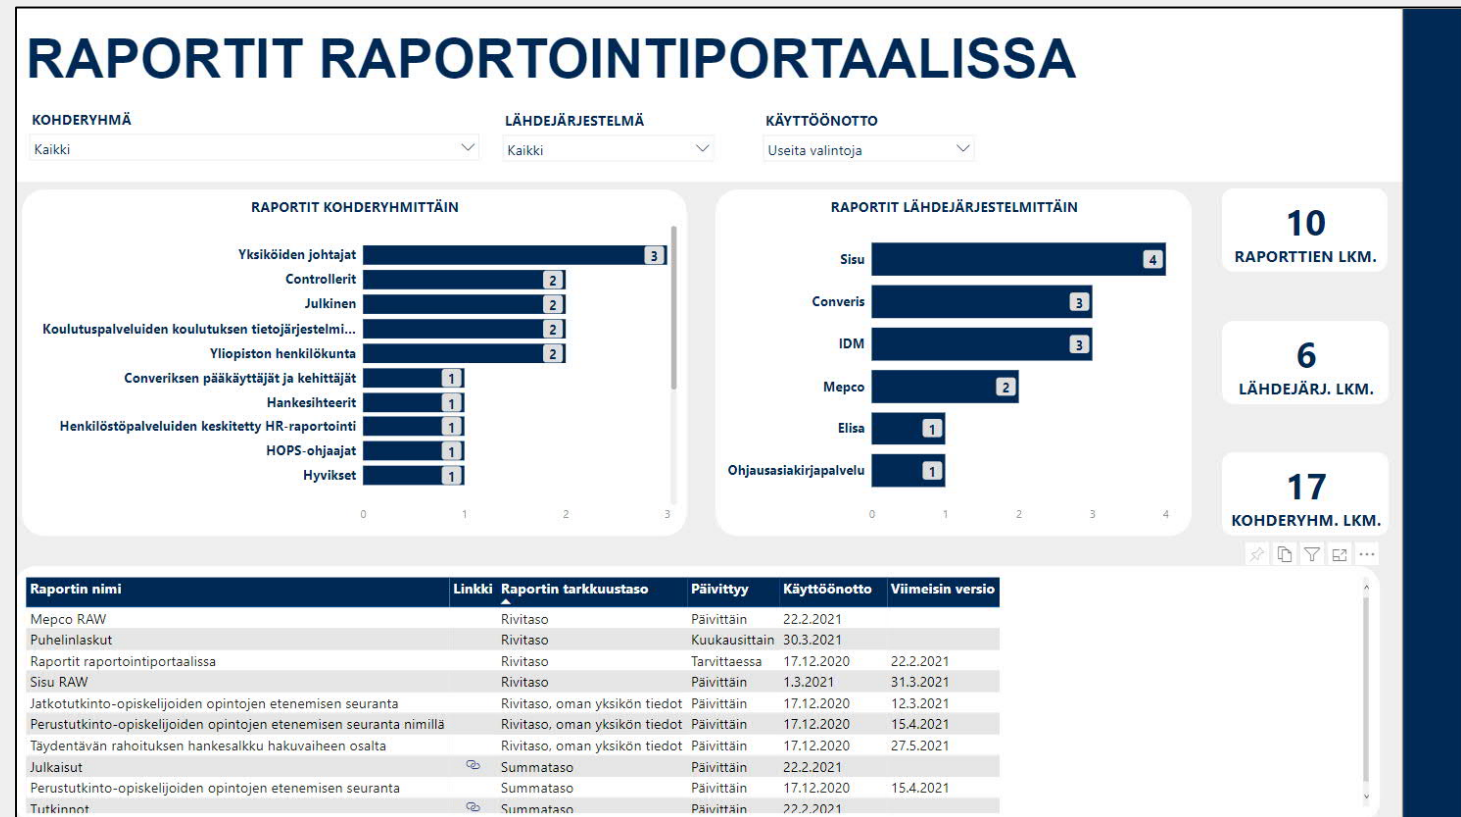 RAPORTIT RAPORTOINTIPORTAALISSA
KOHDERYHMÄ
Kaikki
LÄHDEJÄRJESTELMÄ
Kaikki
KÄYTTÖÖNOTTO
Useita valintoja
RAPORTIT KOHDERYHMITTÄIN
Yksiköiden johtajat 3
Controllerit 2
Julkinen 2
Koulutuspalveluiden koulutuksen tietojärjestelmi... 2
Yliopiston henkilökunta 2
Converiksen pääkäyttäjät ja kehittäjät 1
Hankesihteerit 1
Henkilöstöpalveluiden keskitetty HR-raportointi 1
HOPS-ohjaajat 1
Hyvikset 1
0 1 2 3
RAPORTIT LÄHDEJÄRJESTELMITTÄIN
Sisu 4
Converis 3
IDM 3
Mepco 2
Elisa 1
Ohjausasiakirjapalvelu 1
0 1 2 3 4
10
RAPORTTIEN LKM.
6
LÄHDEJÄRJ. LKM.
17
KOHDERYHM. LKM.
Raportin nimi Linkki Raportin tarkkuustaso Päivittyy Käyttöönotto Viimeisin versio
Mepco RAW Rivitaso Päivittäin 22.2.2021
Puhelinlaskut Rivitaso Kuukausittain 30.3.2021
Raportit raportointiportaalissa Rivitaso Tarvittaessa 17.12.2020 22.2.2021
Sisu RAW Rivitaso Päivittäin 1.3.2021 31.3.2021
Jatkotutkinto-opiskelijoiden opintojen etenemisen seuranta Rivitaso, oman yksikön tiedot Päivittäin 17.12.2020 12.3.2021
Perustutkinto-opiskelijoiden opintojen etenemisen seuranta nimillä Rivitaso, oman yksikön tiedot Päivittäin 17.12.2020 15.4.2021
Täydentävän rahoituksen hankesalkku hakuvaiheen osalta Rivitaso, oman yksikön tiedot Päivittäin 17.12.2020 27.5.2021
Julkaisut Summataso Päivittäin 22.2.2021
Perustutkinto-opiskelijoiden opintojen etenemisen seuranta Summataso Päivittäin 17.12.2020 15.4.2021
Tutkinnot Summataso Päivittäin 22.2.2021